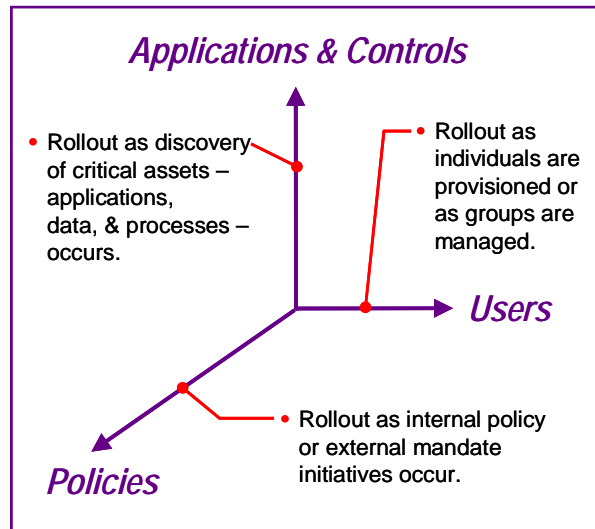 Applications & Controls
• Rollout as discovery
of critical assets –
applications,
data, & processes –
occurs.
• Rollout as
individuals are
provisioned or
as groups are
managed.
Users
• Rollout as internal policy
or external mandate
initiatives occur.
Policies